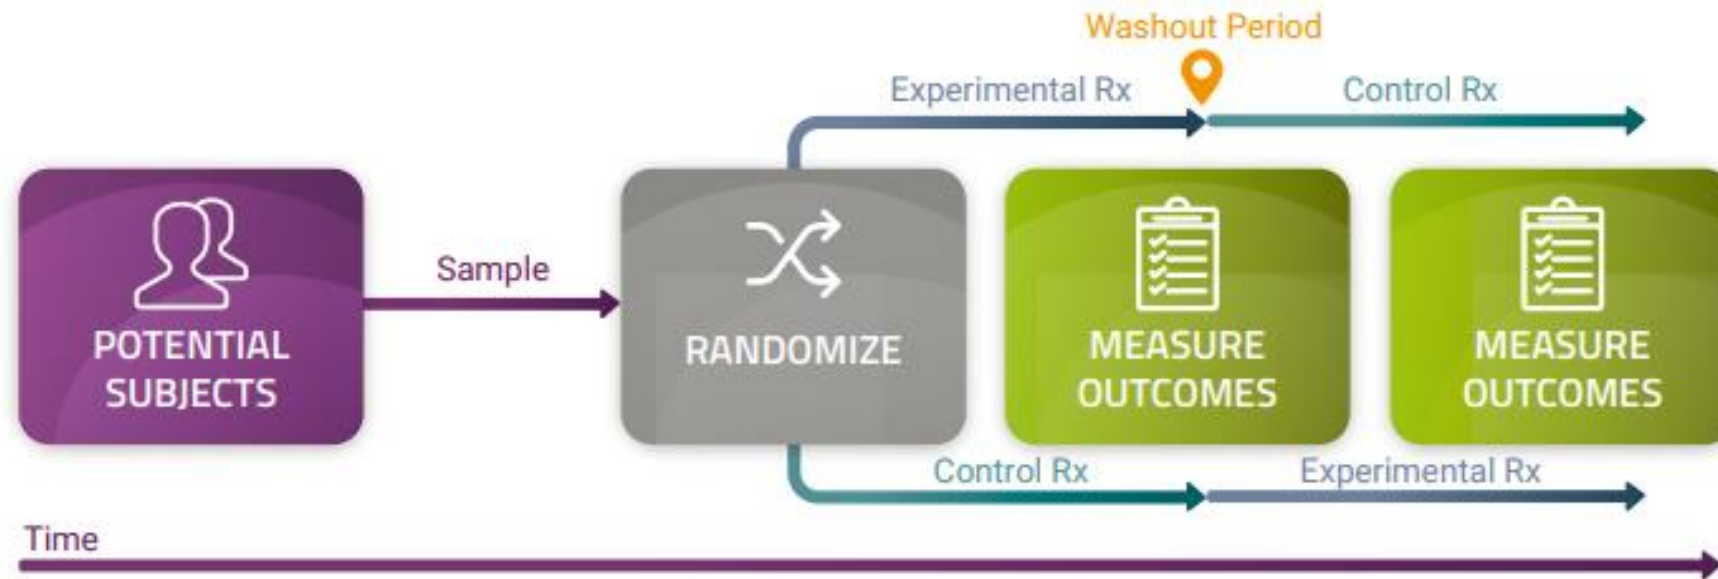 Washout Period
Experimental Rx
Control Rx
POTENTIAL
SUBJECTS
Sample
RANDOMIZE
MEASURE
OUTCOMES
MEASURE
OUTCOMES
Control Rx
Experimental Rx
Time